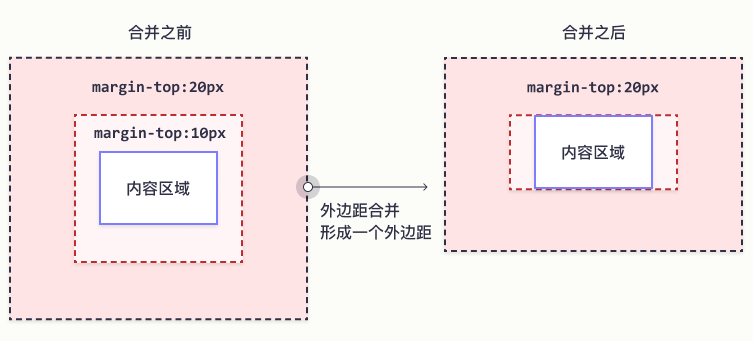 合并之前
margin-top:20px
margin-top:10px
内容区域
外边距合并
形成一个外边距
合并之后
margin-top:20px
内容区域